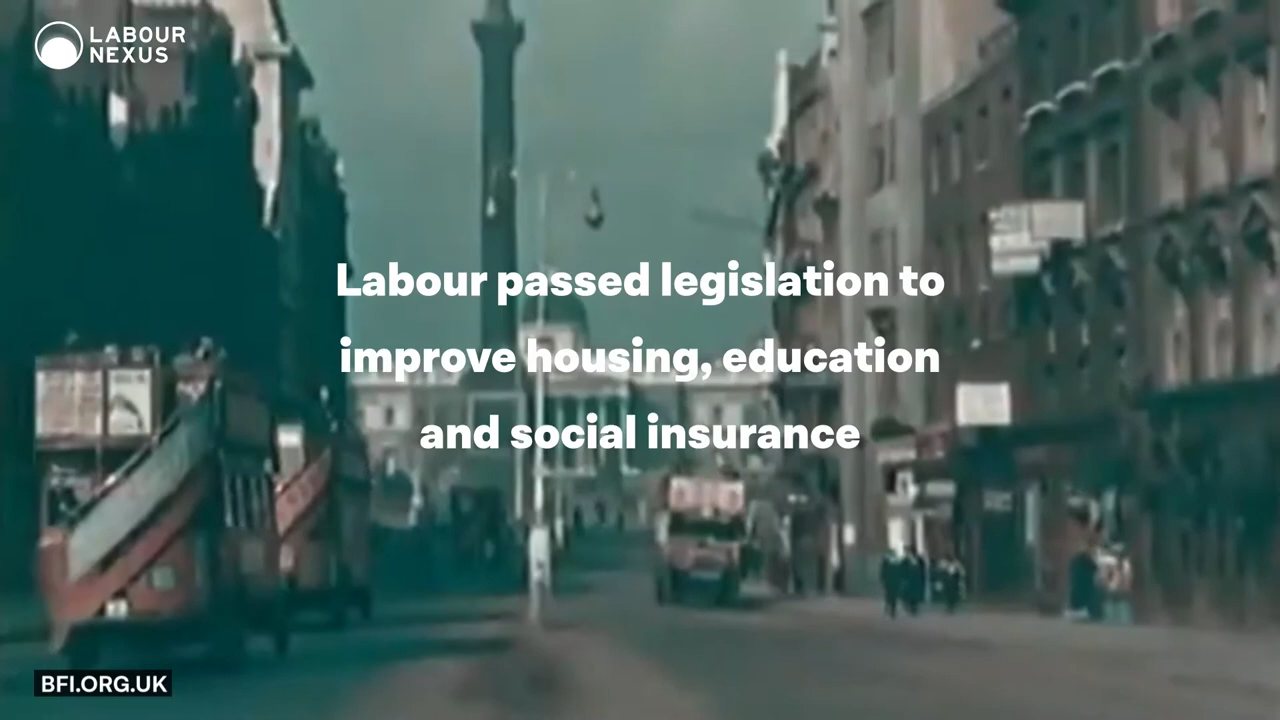 LABOUR
NEXUS
Labour passed legislation to
improve housing, education
and social insurance
BFI.ORG.UK